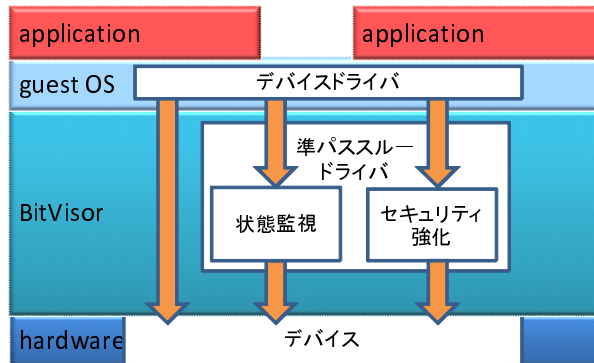 application
application
guest OS
デバイスドライバ
準パススルー
ドライバ
BitVisor
状態監視
セキュリティ
強化
hardware
デバイス